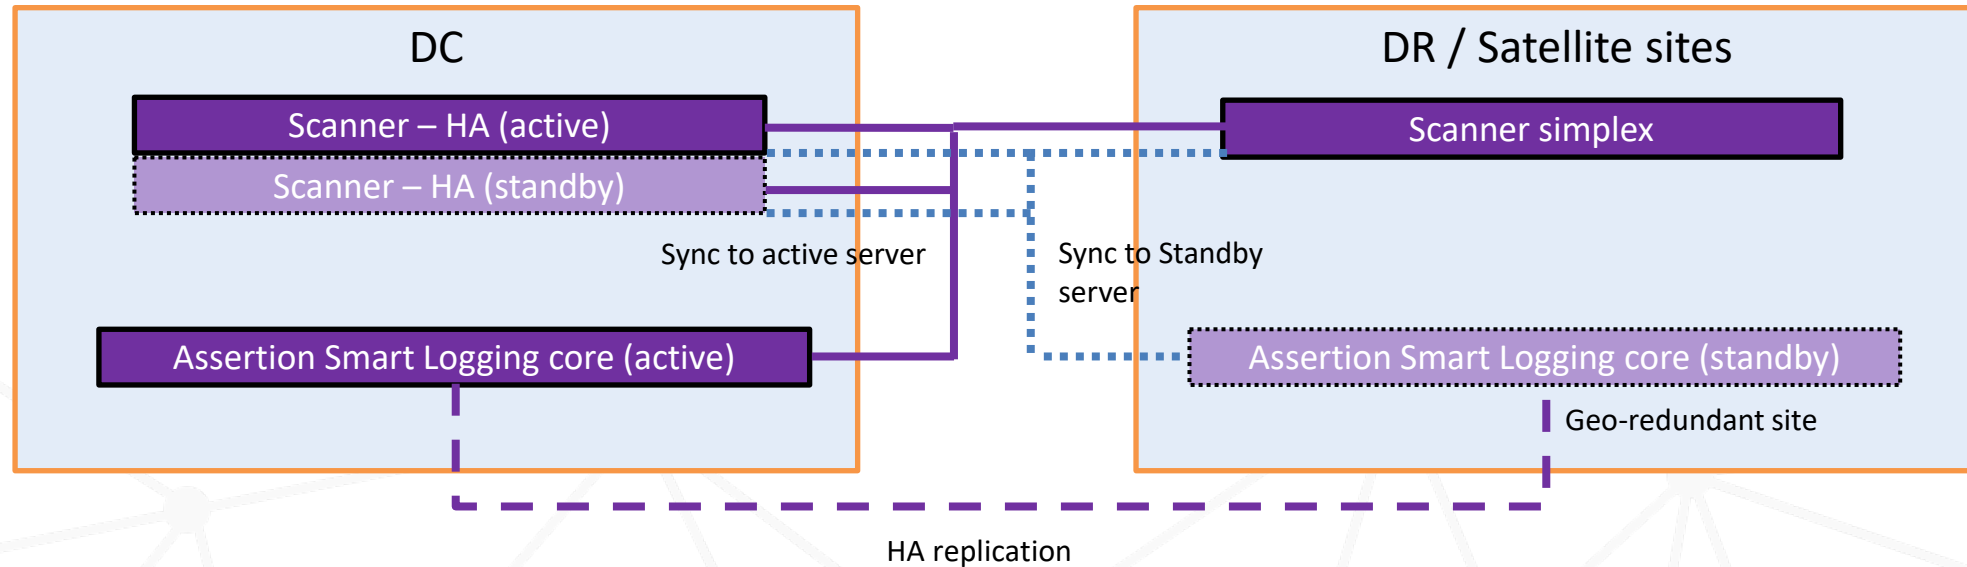 DC
DR / Satellite sites
Scanner – HA (active)
Scanner simplex
Scanner – HA (standby)
Sync to active server
Sync to Standby
server
Assertion Smart Logging core (active)
Assertion Smart Logging core (standby)
Geo-redundant site
HA replication